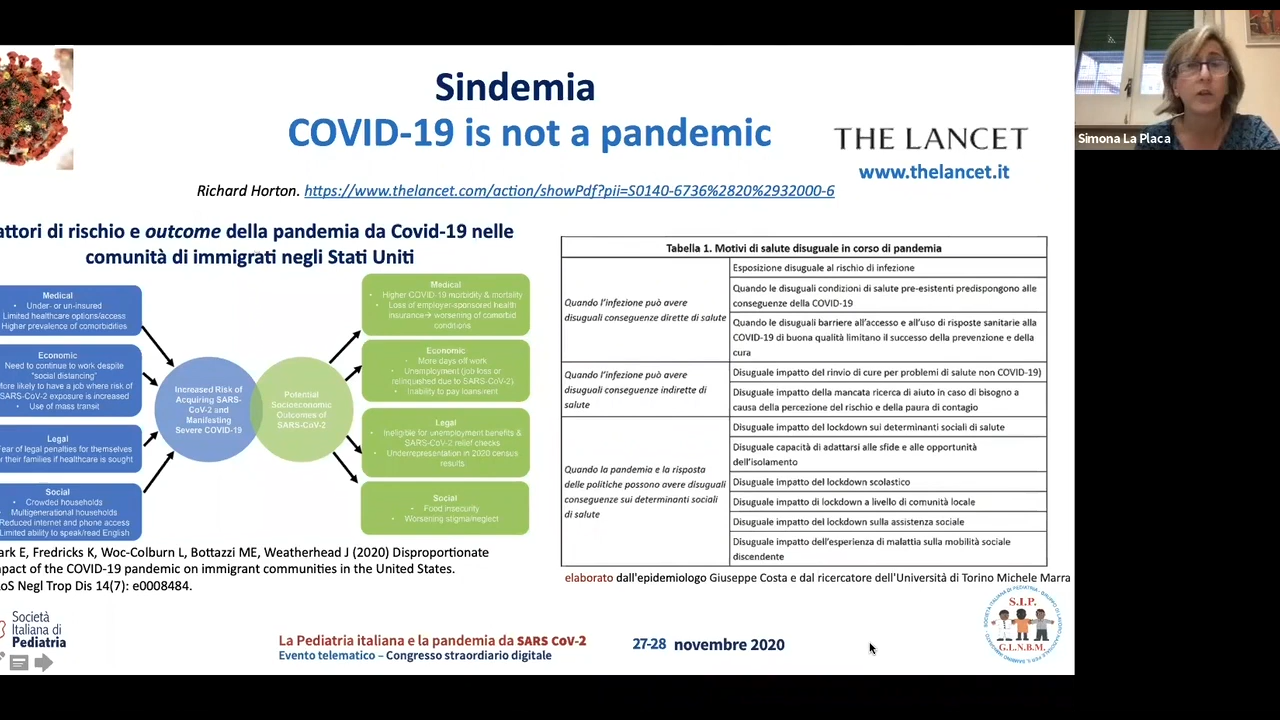 Sindemia
COVID-19 is not a pandemic
THE LANCET
www.thelancet.it
Simona La Placa
Richard Horton. https://www.thelancet.com/action/showPdf?pii=S0140-6736%2820%2932000-6
attori di rischio e outcome della pandemia da Covid-19 nelle
comunità di immigrati negli Stati Uniti
Medical
• Under- or un-insured
Limited healthcare options/access
Higher prevalence of comorbidities
Economic
Need to continue to work despite
"social distancing"
More likely to have a job where risk of
SARS-CoV-2 exposure is increased
• Use of mass transit
Legal
Fear of legal penalties for themselves
or their families if healthcare is sought
Social
• Crowded households
• Multigenerational households
Reduced internet and phone access
Limited ability to speak/read English
Increased Risk of
Acquiring SARS-
CoV-2 and
Manifesting
Severe COVID-19
Potential
Socioeconomic
Outcomes of
SARS-CoV-2
Medical
• Higher COVID-19 morbidity & mortality
• Loss of employer-sponsored health
insurance→ worsening of comorbid
conditions
Economic
• More days off work
• Unemployment (job loss or
relinquished due to SARS-CoV-2)
• Inability to pay loans/rent
Legal
• Ineligible for unemployment benefits &
SARS-CoV-2 relief checks
• Underrepresentation in 2020 census
results
Social
• Food insecurity
• Worsening stigma/neglect
ark E, Fredricks K, Woc-Colburn L, Bottazzi ME, Weatherhead J (2020) Disproportionate
npact of the COVID-19 pandemic on immigrant communities in the United States.
LoS Negl Trop Dis 14(7): e0008484.
Tabella 1. Motivi di salute disuguale in corso di pandemia
Quando l'infezione può avere
disuguali conseguenze dirette di salute
Esposizione disuguale al rischio di infezione
Quando le disuguali condizioni di salute pre-esistenti predispongono alle
conseguenze della COVID-19
Quando le disuguali barriere all'accesso e all'uso di risposte sanitarie alla
COVID-19 di buona qualità limitano il successo della prevenzione e della
cura
Quando l'infezione può avere
disuguali conseguenze indirette di
salute
Disuguale impatto del rinvio di cure per problemi di salute non COVID-19)
Disuguale impatto della mancata ricerca di aiuto in caso di bisogno a
causa della percezione del rischio e della paura di contagio
Quando la pandemia e la risposta
delle politiche possono avere disuguali
conseguenze sui determinanti sociali
di salute
Disuguale impatto del lockdown su determinanti sociali di salute
Disuguale capacità di adattarsi alle sfide e alle opportunità
dell'isolamento
Disuguale impatto del lockdown scolastico
Disuguale impatto di lockdown a livello di comunità locale
Disuguale impatto del lockdown sulla assistenza sociale
Disuguale impatto dell'esperienza di malattia sulla mobilità sociale
discendente
elaborato dall'epidemiologo Giuseppe Costa e dal ricercatore dell'Università di Torino Michele Marra
Società
Italiana di
Pediatria
La Pediatria italiana e la pandemia da SARS CoV-2
Evento telematico – Congresso straordinario digitale
27-28 novembre 2020
S.I.P.
G.L.N.B.M.